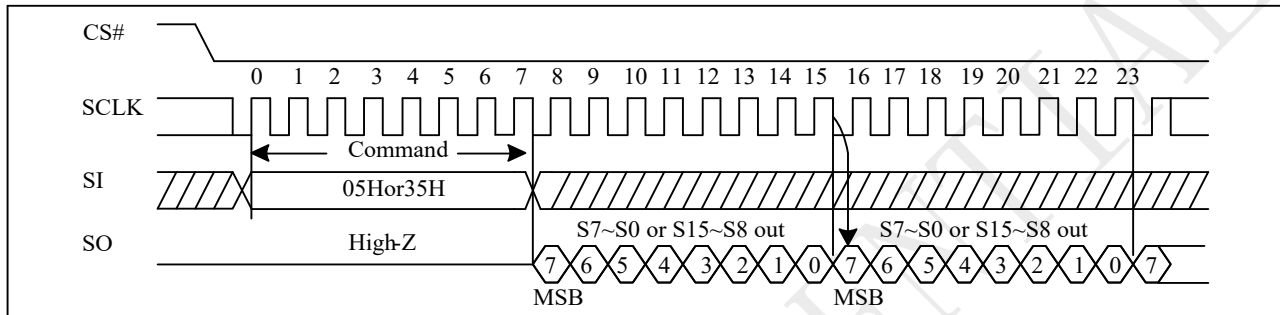 CS#
0 1 2 3 4 5 6 7 8 9 10 11 12 13 14 15 16 17 18 19 20 21 22 23
SCLK
Command
SI
05Hor35H
S7~S0 or S15~S8 out S7~S0 or S15~S8 out
SO
High-Z
7 6 5 4 3 2 1 0 7 6 5 4 3 2 1 0 7
MSB MSB
NTIAL